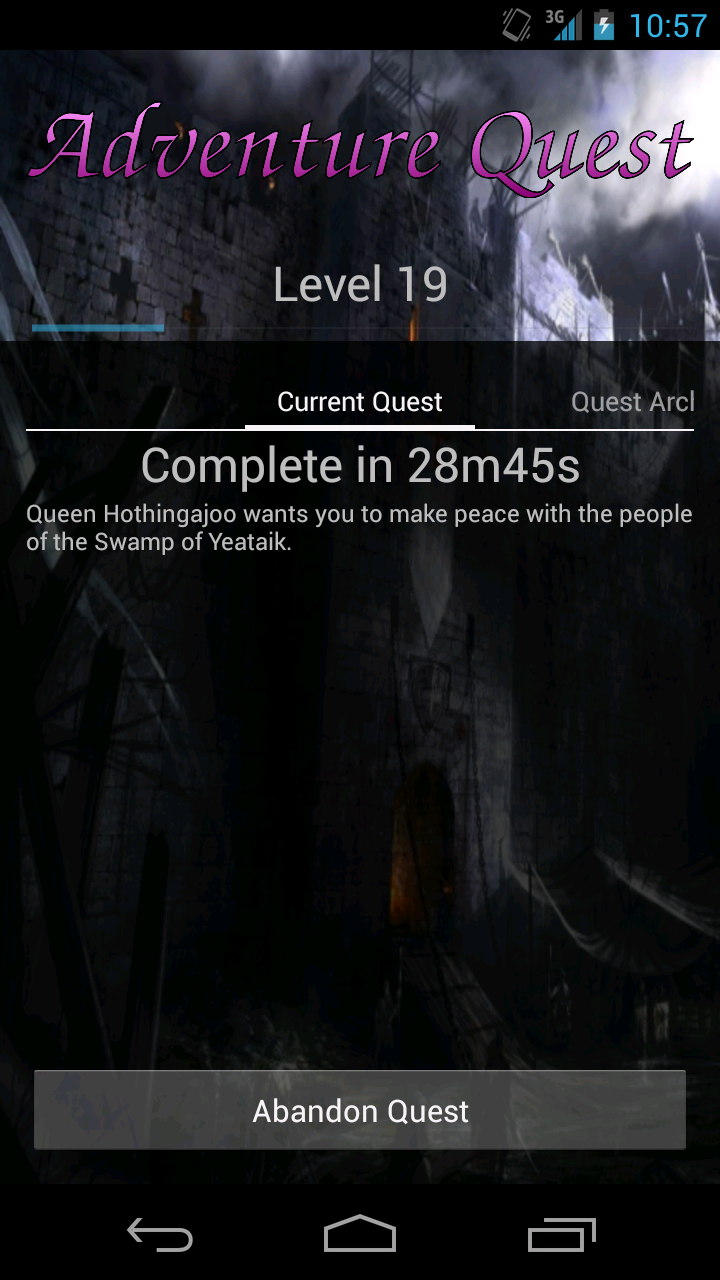 3G 10:57
Adventure Quest
Level 19
Current Quest Quest Arcl
Complete in 28m45s
Queen Hothingajoo wants you to make peace with the people
of the Swamp of Yeataik.
Abandon Quest